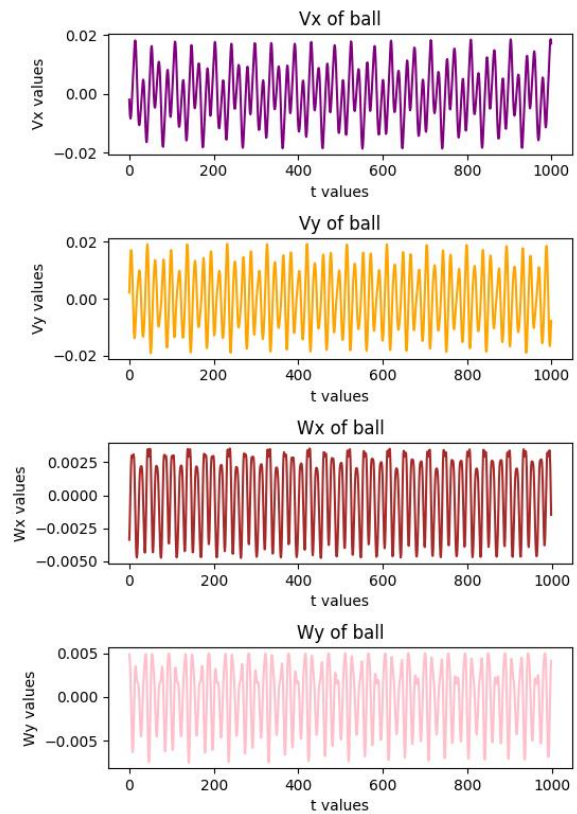 Vx of ball
0.02
0.00
−0.02
Vx values
0 200 400 600 800 1000
t values
Vy of ball
0.02
0.00
−0.02
Vy values
0 200 400 600 800 1000
t values
Wx of ball
0.0025
0.0000
−0.0025
−0.0050
Wx values
0 200 400 600 800 1000
t values
Wy of ball
0.005
0.000
−0.005
Wy values
0 200 400 600 800 1000
t values